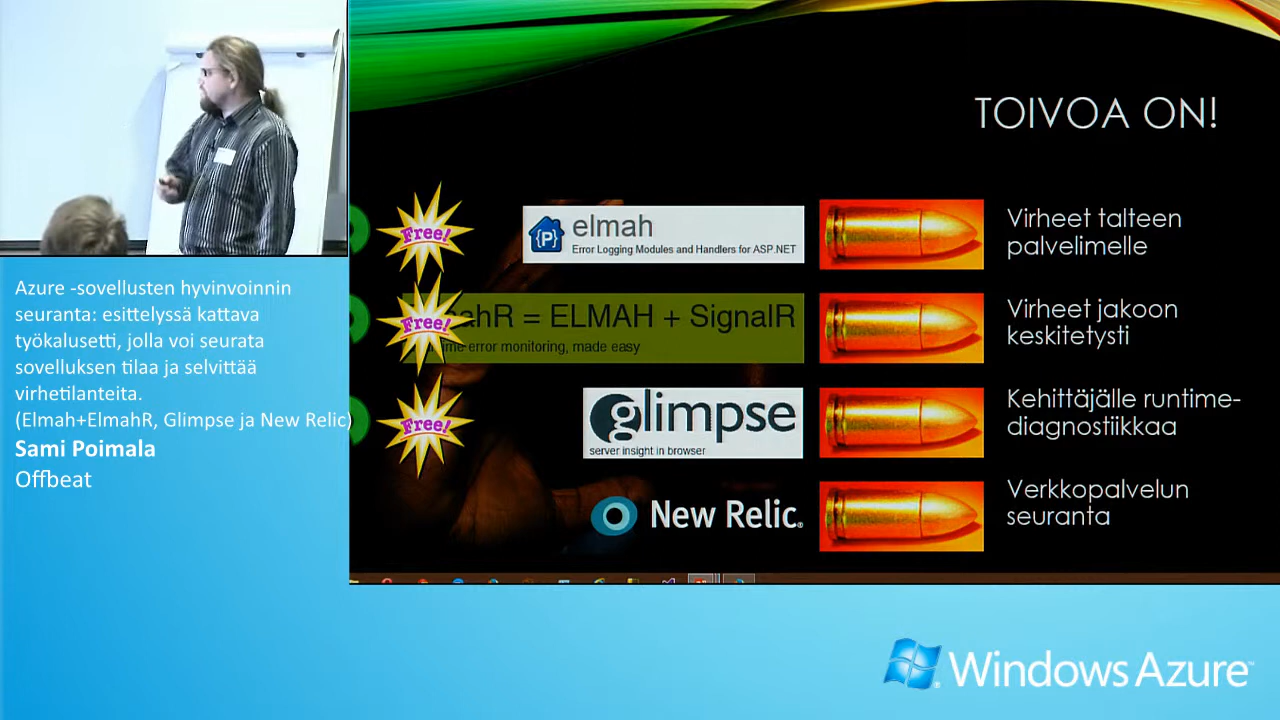 TOIVOA ON!
Free!
elmah
Error Logging Modules and Handlers for ASP.NET
Virheet talteen
palvelimelle
Free!
ahR = ELMAH + SignalR
time error monitoring, made easy
Virheet jakoon
keskitetysti
Free!
glimpse
server insight in browser
Kehittäjälle runtime-
diagnostiikkaa
New Relic.
Verkkopalvelun
seuranta
Azure -sovellusten hyvinvoinnin
seuranta: esittelyssä kattava
työkalusetti, jolla voi seurata
sovelluksen tilaa ja selvittää
virhetilanteita.
(Elmah+ElmahR, Glimpse ja New Relic)
Sami Poimala
Offbeat
Windows Azure™